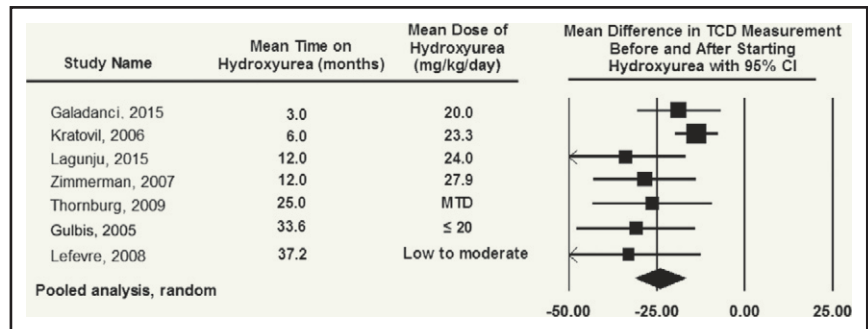 Study Name
Mean Time on
Hydroxyurea (months)
Mean Dose of
Hydroxyurea
(mg/kg/day)
Mean Difference in TCD Measurement
Before and After Starting
Hydroxyurea with 95% CI
Galadanci, 2015 3.0 20.0
Kratovil, 2006 6.0 23.3
Lagunju, 2015 12.0 24.0
Zimmerman, 2007 12.0 27.9
Thornburg, 2009 25.0 MTD
Gulbis, 2005 33.6 ≤ 20
Lefevre, 2008 37.2 Low to moderate
Pooled analysis, random
-50.00 -25.00 0.00 25.00